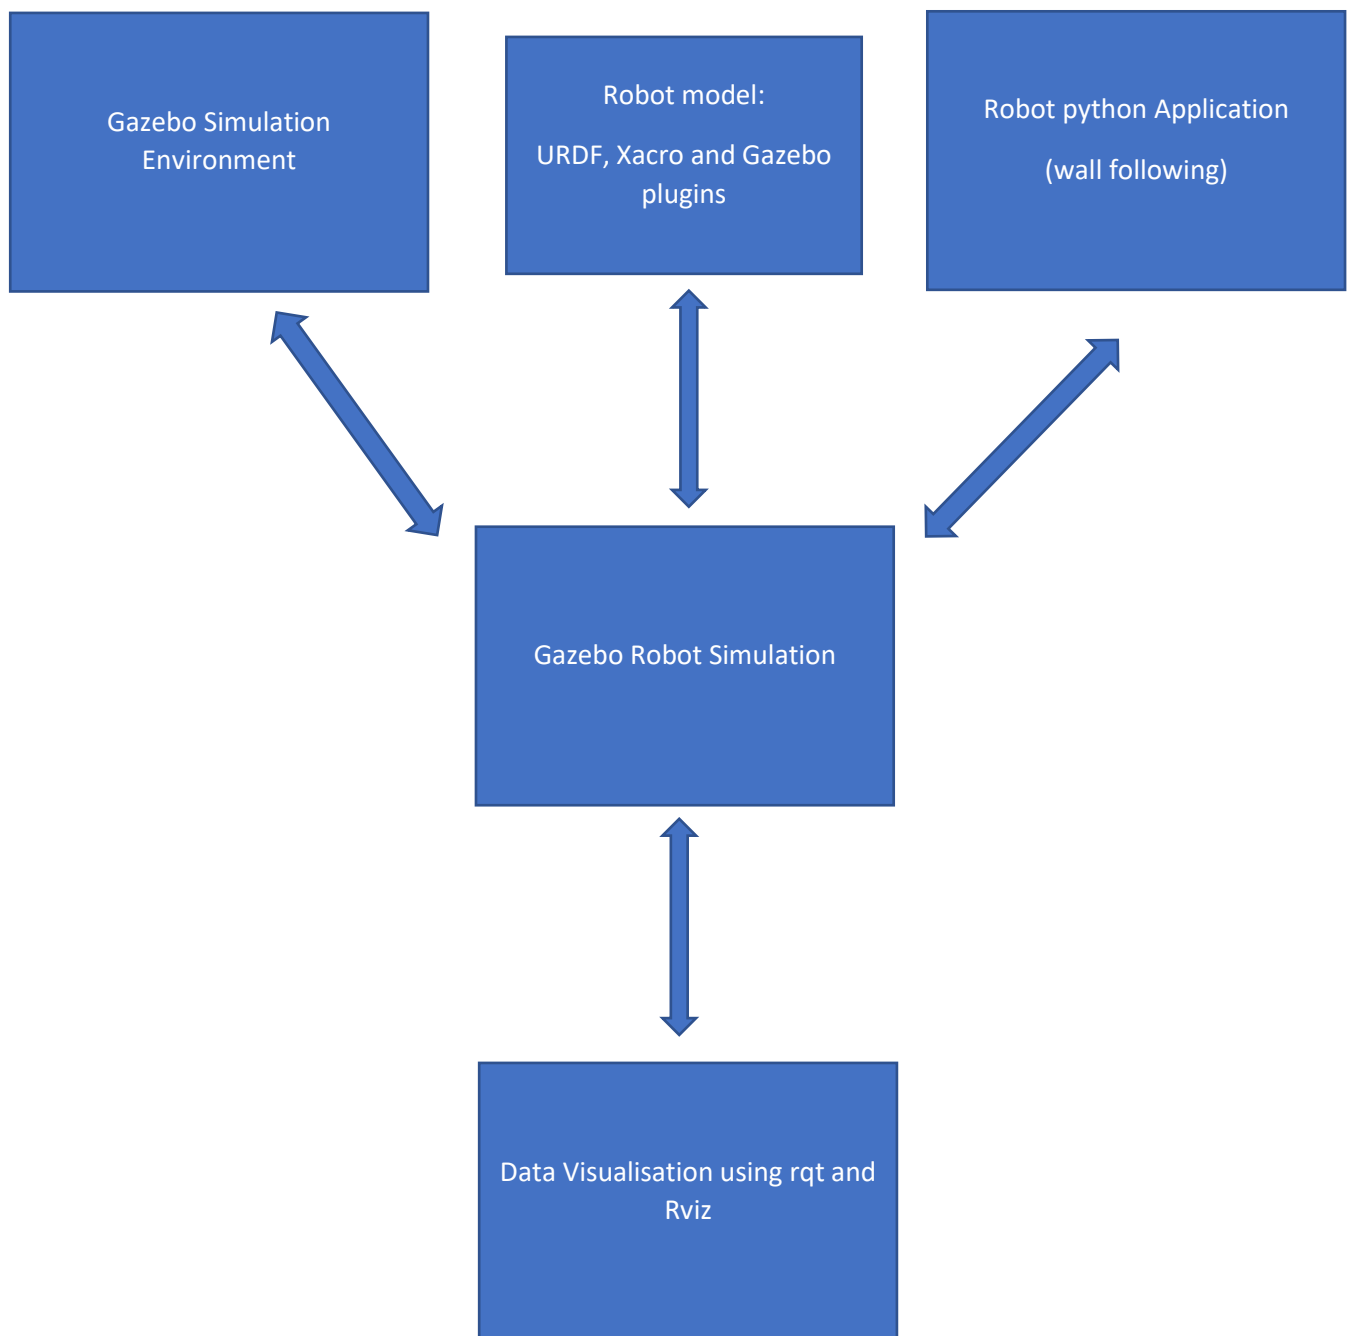 Gazebo Simulation
Environment
Robot model:
URDF, Xacro and Gazebo
plugins
Robot python Application
(wall following)
Gazebo Robot Simulation
Data Visualisation using rqt and
Rviz